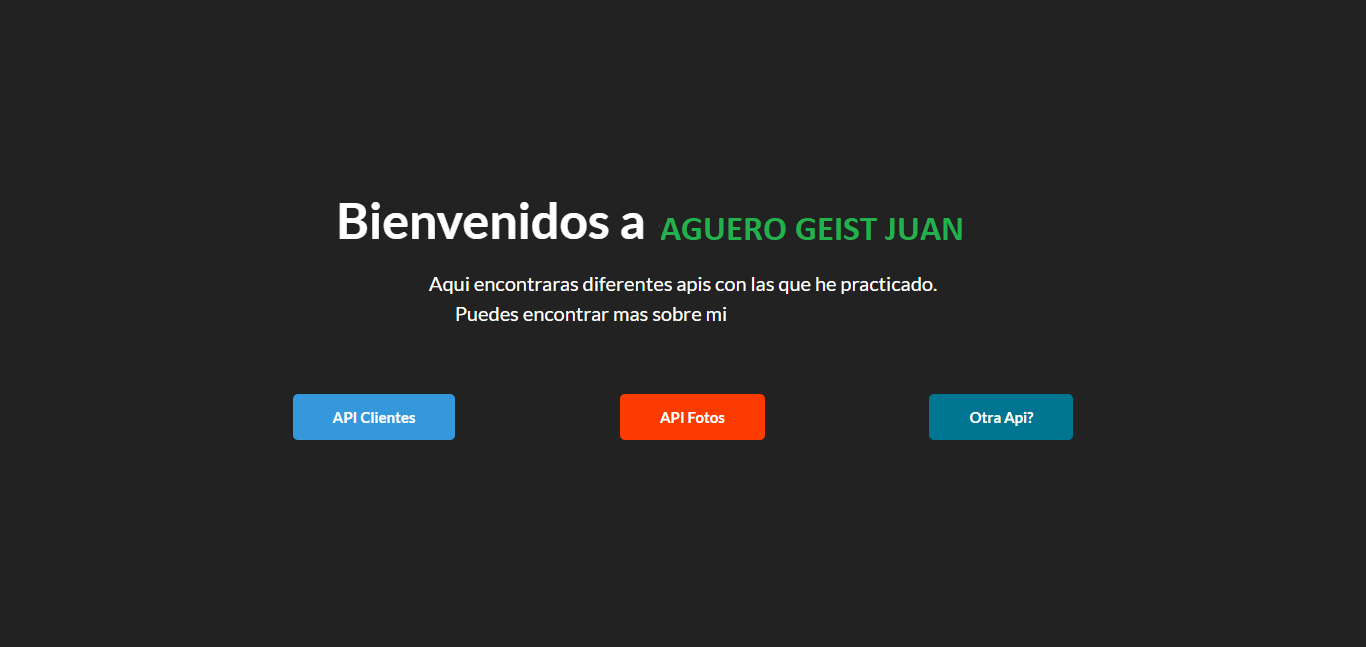 Bienvenidos a AGUERO GEIST JUAN
Aqui encontraras diferentes apis con las que he practicado.
Puedes encontrar mas sobre mi
API Clientes
API Fotos
Otra Api?